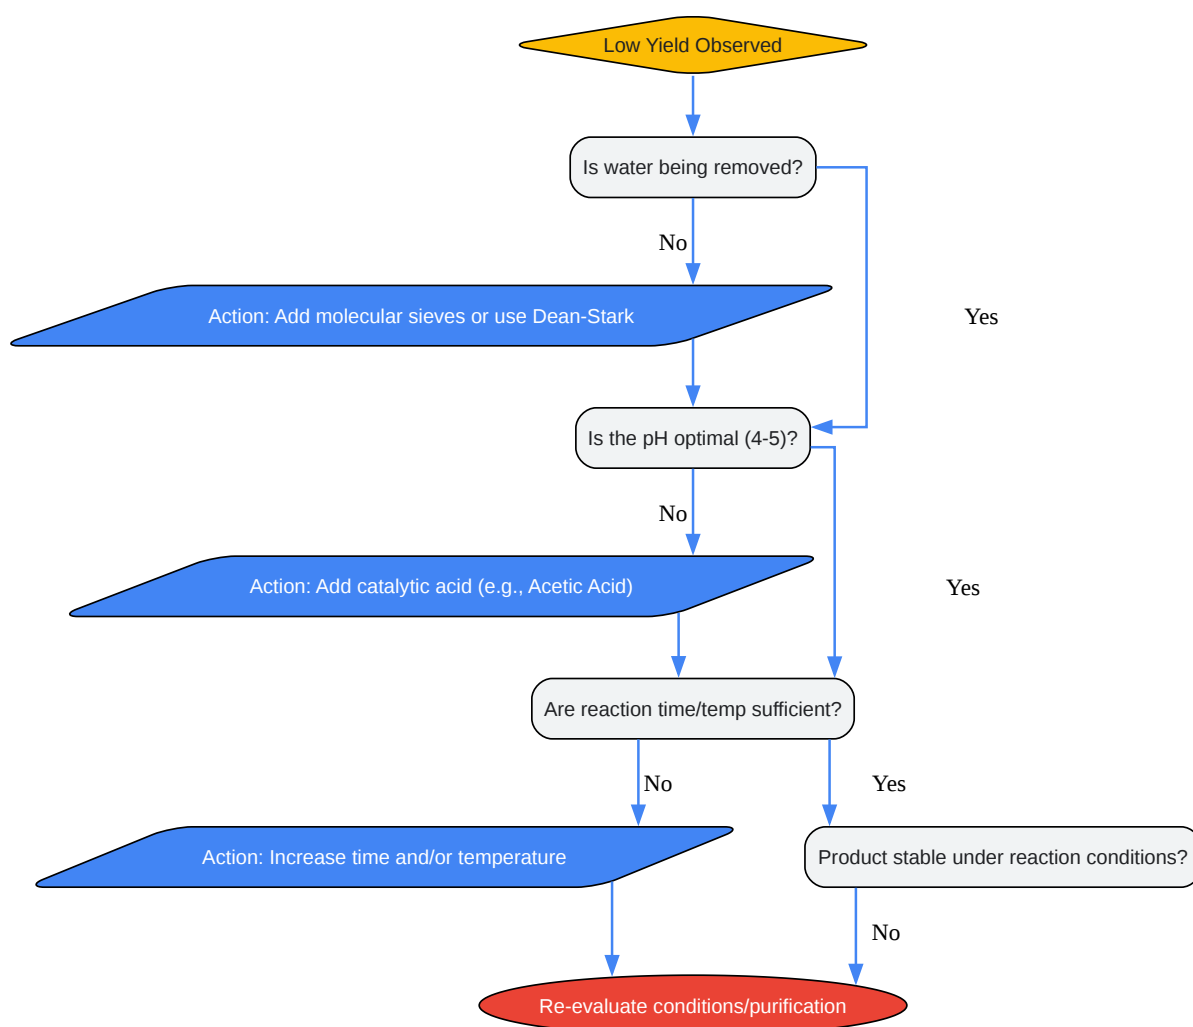 Low Yield Observed
Is water being removed?
No
Action: Add molecular sieves or use Dean-Stark
Yes
Is the pH optimal (4-5)?
No
Action: Add catalytic acid (e.g., Acetic Acid)
Yes
Are reaction time/temp sufficient?
No
Yes
Action: Increase time and/or temperature
Product stable under reaction conditions?
No
Re-evaluate conditions/purification